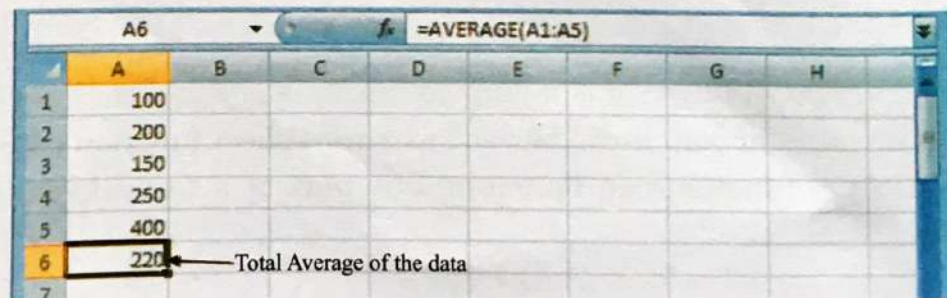 A6 fx =AVERAGE(A1:A5)
A B C D E F G H
1 100
2 200
3 150
4 250
5 400
6 220 Total Average of the data
7